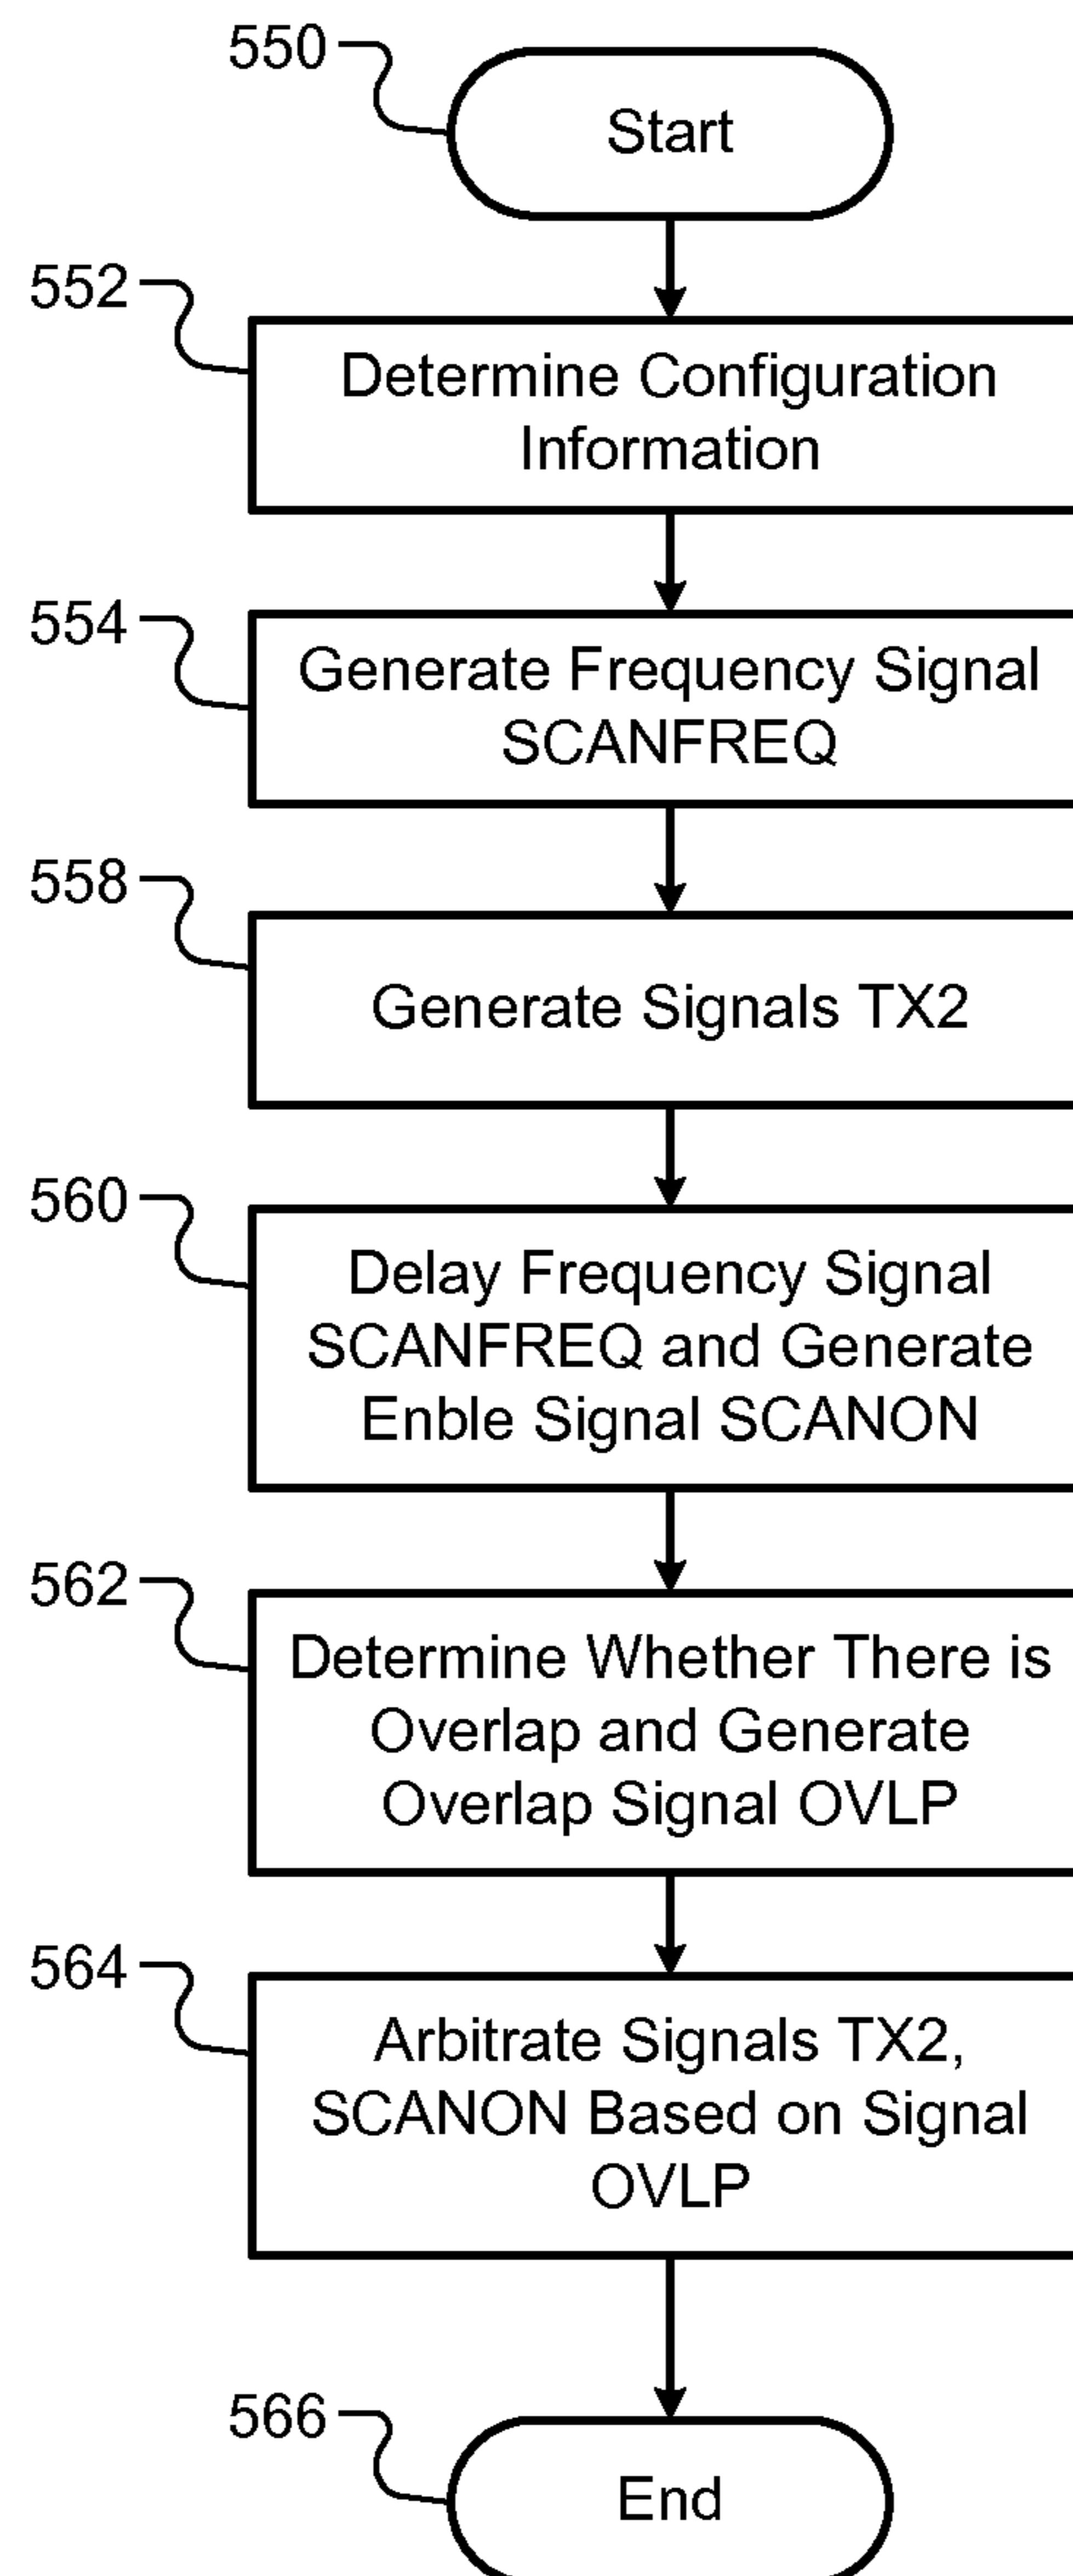 550
Start
552
Determine Configuration
Information
554
Generate Frequency Signal
SCANFREQ
558
Generate Signals TX2
560
Delay Frequency Signal
SCANFREQ and Generate
Enble Signal SCANON
562
Determine Whether There is
Overlap and Generate
Overlap Signal OVLP
564
Arbitrate Signals TX2,
SCANON Based on Signal
OVLP
566
End